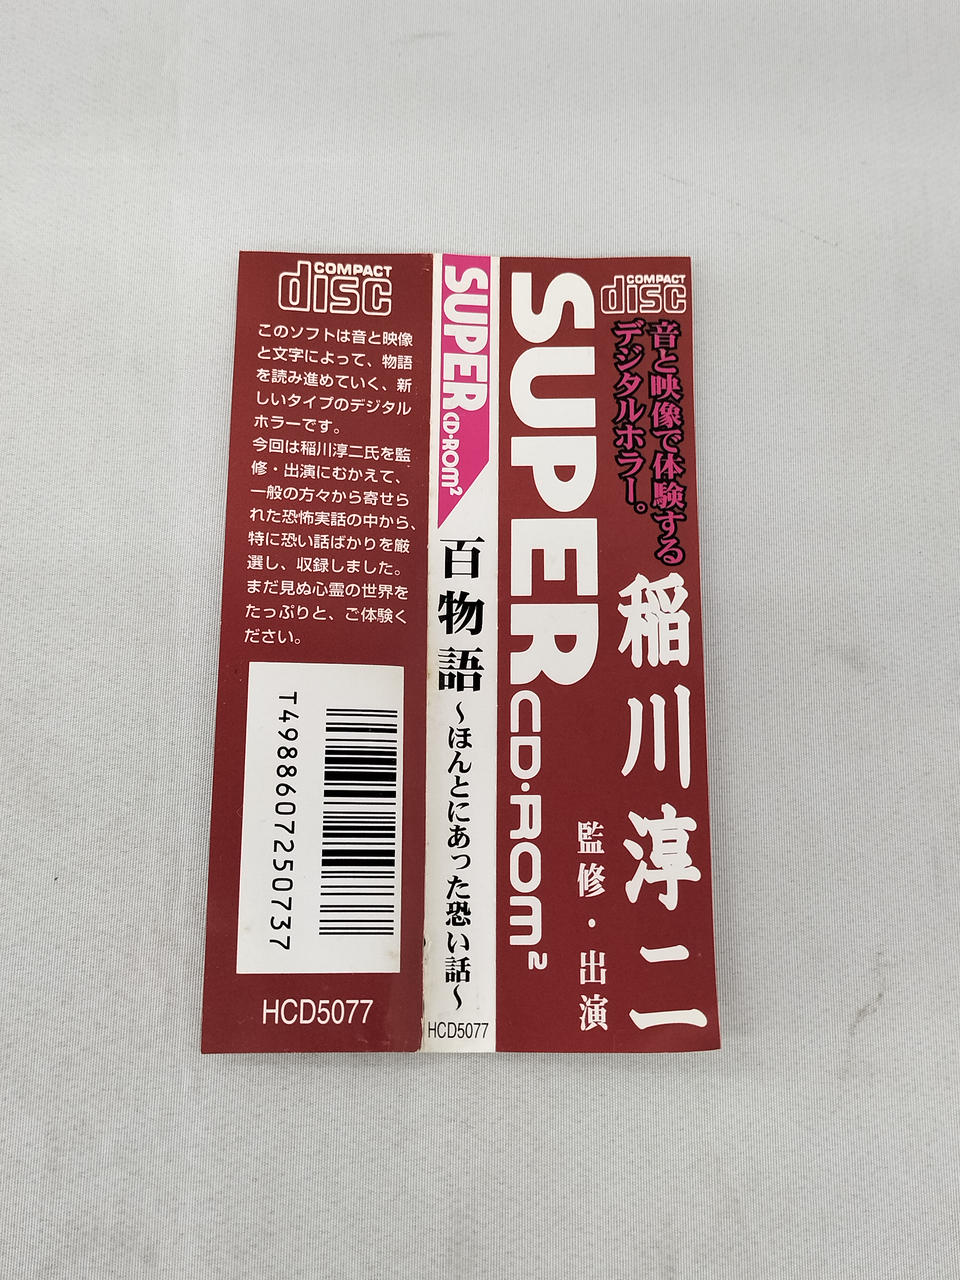 COMPACT
disc
このソフトは音と映像
と文字によって、物語
を読み進めていく、新
しいタイプのデジタル
ホラーです。
今回は稲川淳二氏を監
修・出演にむかえて、
一般の方々から寄せら
れた恐怖実話の中から、
特に恐い話ばかりを厳
選し、収録しました。
まだ見ぬ心霊の世界を
たっぷりと、ご体験く
ださい。
T4988607250737
HCD5077
SUPER CD·ROM²
百物語
〜ほんとにあった恐い話〜
HCD5077
SUPER CD·ROM²
COMPACT
disc
音と映像で体験する
デジタルホラー。
稲川淳二
監修・出演